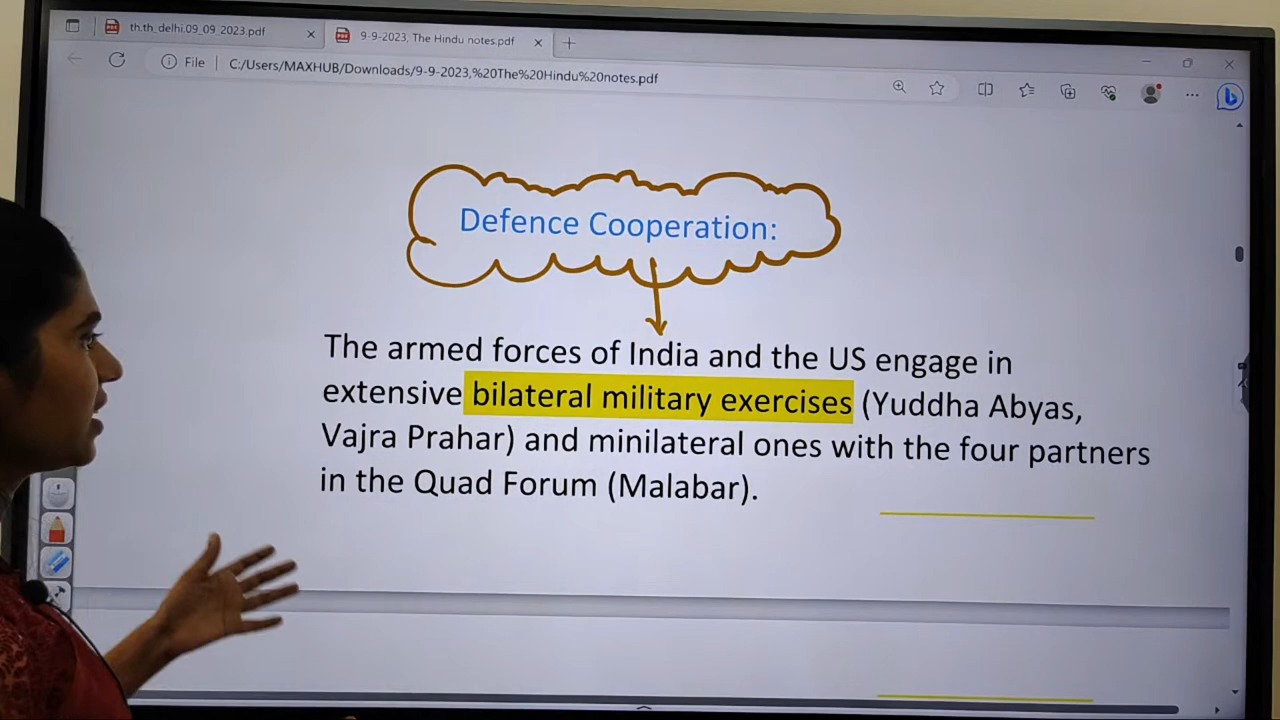 th.th_delhi.09_09_2023.pdf
9-9-2023, The Hindu notes.pdf
File
C:/Users/MAXHUB/Downloads/9-9-2023,%20The%20Hindu%20notes.pdf
Defence Cooperation:
The armed forces of India and the US engage in
extensive bilateral military exercises (Yuddha Abyas,
Vajra Prahar) and minilateral ones with the four partners
in the Quad Forum (Malabar).